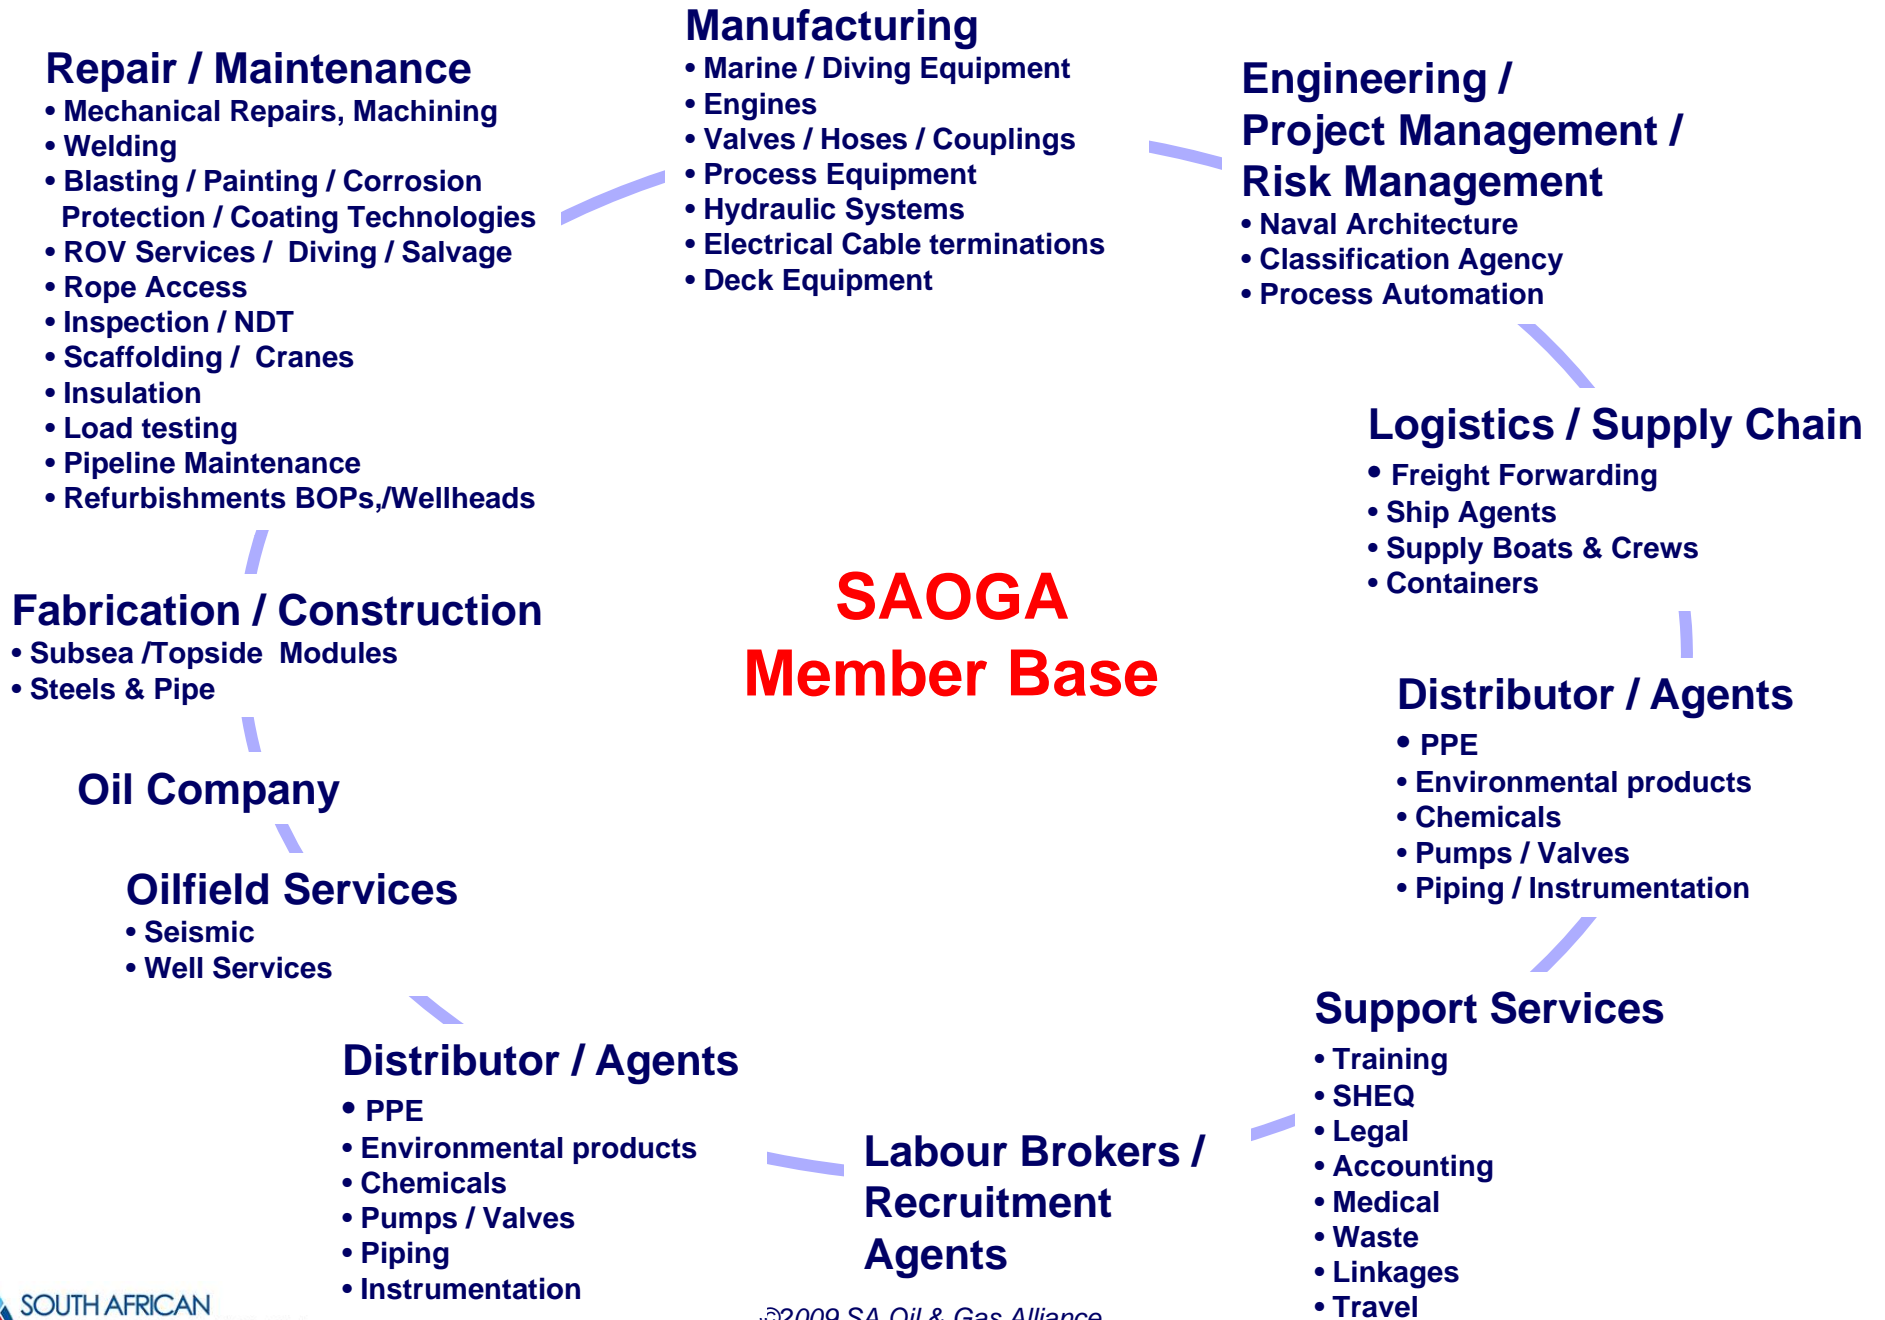 Manufacturing
• Marine / Diving Equipment
• Engines
• Valves / Hoses / Couplings
• Process Equipment
• Hydraulic Systems
• Electrical Cable terminations
• Deck Equipment
Repair / Maintenance
• Mechanical Repairs, Machining
• Welding
• Blasting / Painting / Corrosion
Protection / Coating Technologies
• ROV Services / Diving / Salvage
• Rope Access
• Inspection / NDT
• Scaffolding / Cranes
• Insulation
• Load testing
• Pipeline Maintenance
• Refurbishments BOPs,/Wellheads
Engineering /
Project Management /
Risk Management
• Naval Architecture
• Classification Agency
• Process Automation
Logistics / Supply Chain
• Freight Forwarding
• Ship Agents
• Supply Boats & Crews
• Containers
Fabrication / Construction
• Subsea /Topside Modules
• Steels & Pipe
SAOGA
Member Base
Distributor / Agents
• PPE
• Environmental products
• Chemicals
• Pumps / Valves
• Piping / Instrumentation
Oil Company
Oilfield Services
• Seismic
• Well Services
Support Services
• Training
• SHEQ
• Legal
• Accounting
• Medical
• Waste
• Linkages
• Travel
Distributor / Agents
• PPE
• Environmental products
• Chemicals
• Pumps / Valves
• Piping
• Instrumentation
Labour Brokers /
Recruitment
Agents
SOUTH AFRICAN
©2009 SA Oil & Gas Alliance